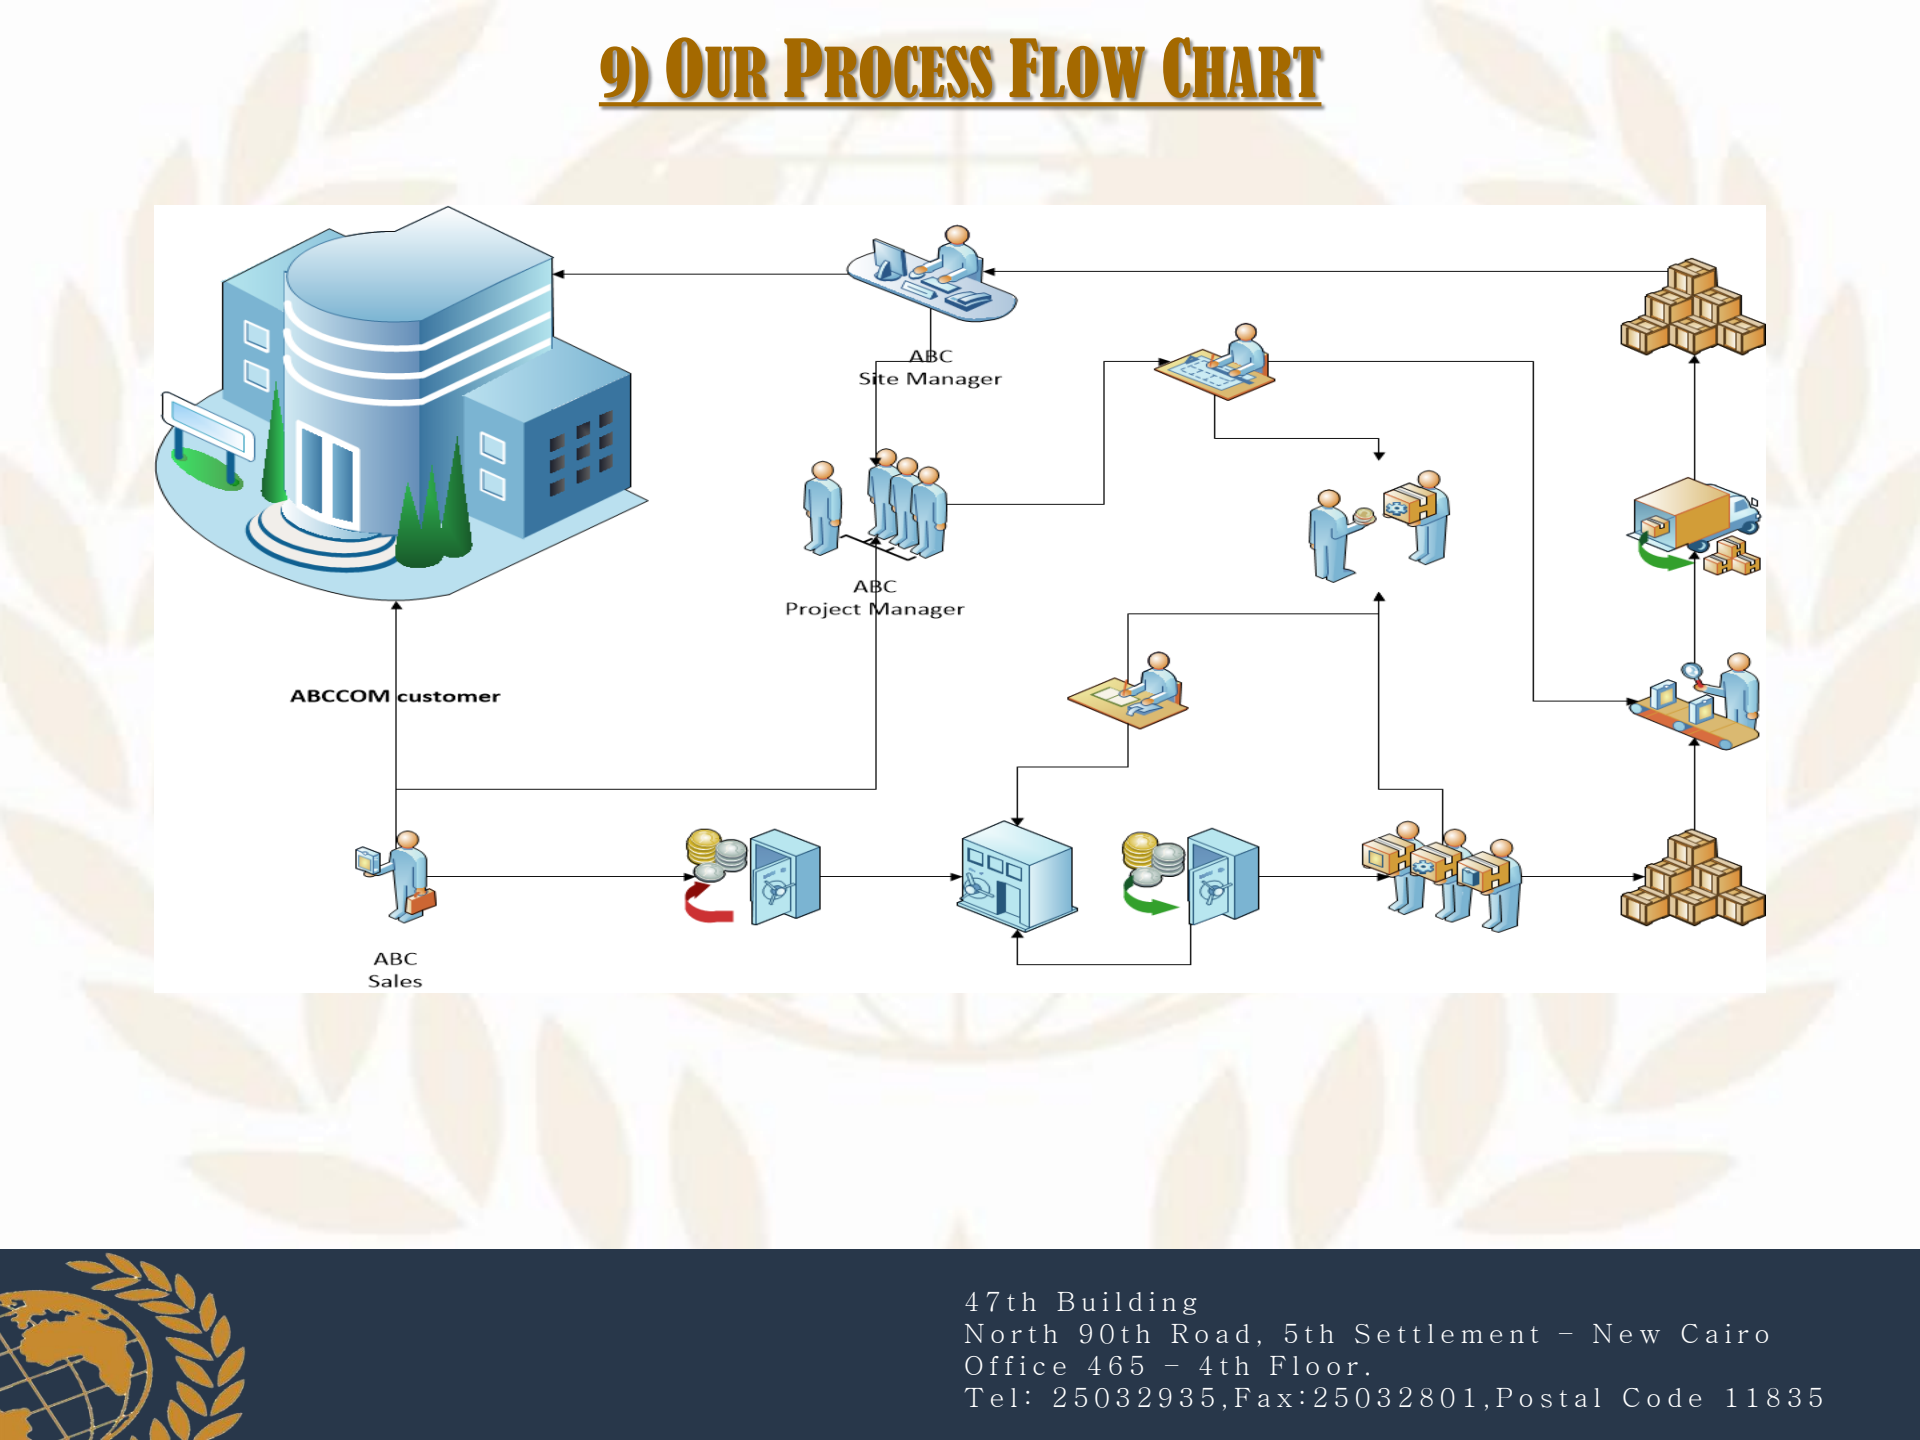 9) OUR PROCESS FLOW CHART
ABC
Site Manager
ABC
Project Manager
ABCCOM customer
ABC
Sales
47th Building
North 90th Road, 5th Settlement – New Cairo
Office 465 – 4th Floor.
Tel: 25032935,Fax:25032801,Postal Code 11835